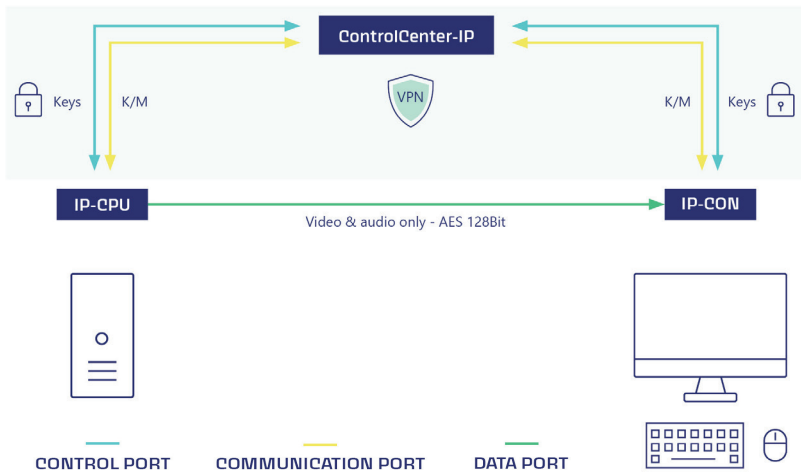 ControlCenter-IP
Keys
K/M
VPN
K/M
Keys
IP-CPU
IP-CON
Video & audio only - AES 128Bit
CONTROL PORT
COMMUNICATION PORT
DATA PORT